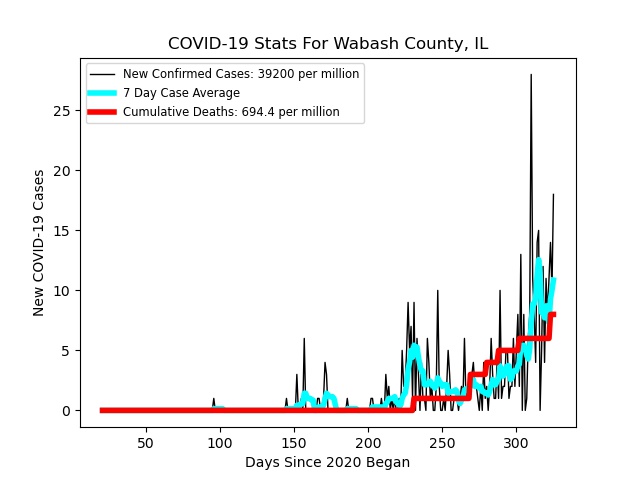 COVID-19 Stats For Wabash County, IL
New Confirmed Cases: 39200 per million
7 Day Case Average
Cumulative Deaths: 694.4 per million
New COVID-19 Cases
25
20
15
10
5
0
50 100 150 200 250 300
Days Since 2020 Began